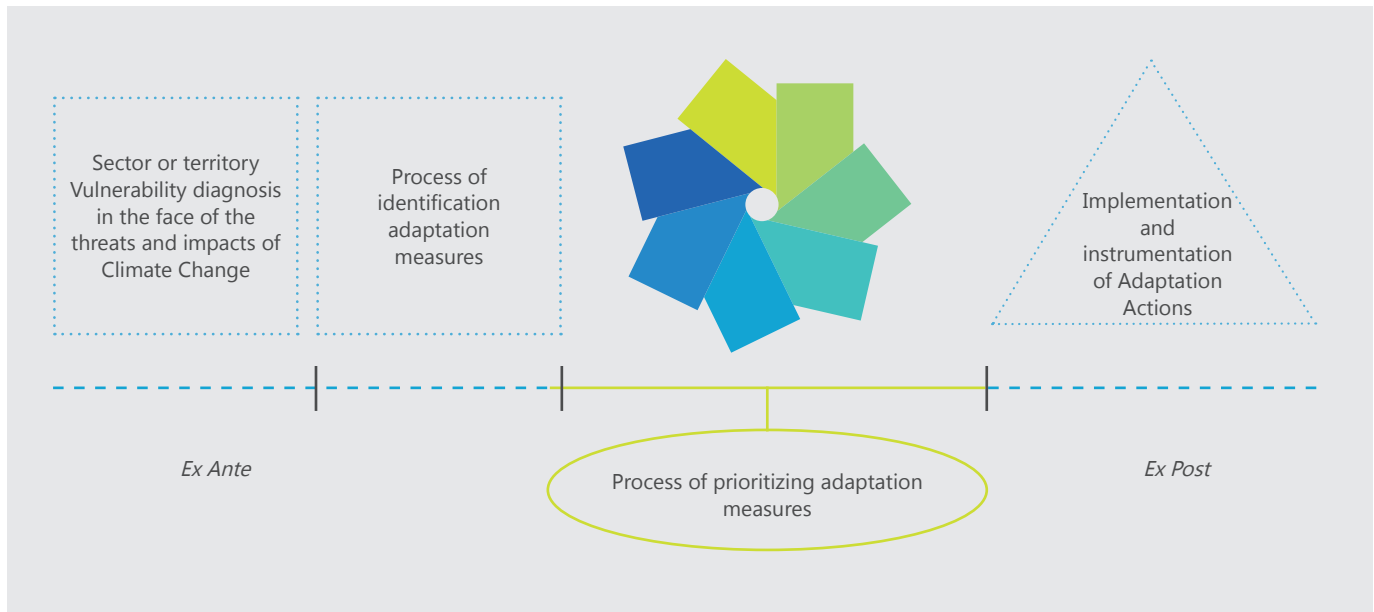 Sector or territory
Vulnerability diagnosis
in the face of the
threats and impacts of
Climate Change
Process of
identification
adaptation
measures
Implementation
and
instrumentation
of Adaptation
Actions
Ex Ante
Process of prioritizing adaptation
measures
Ex Post